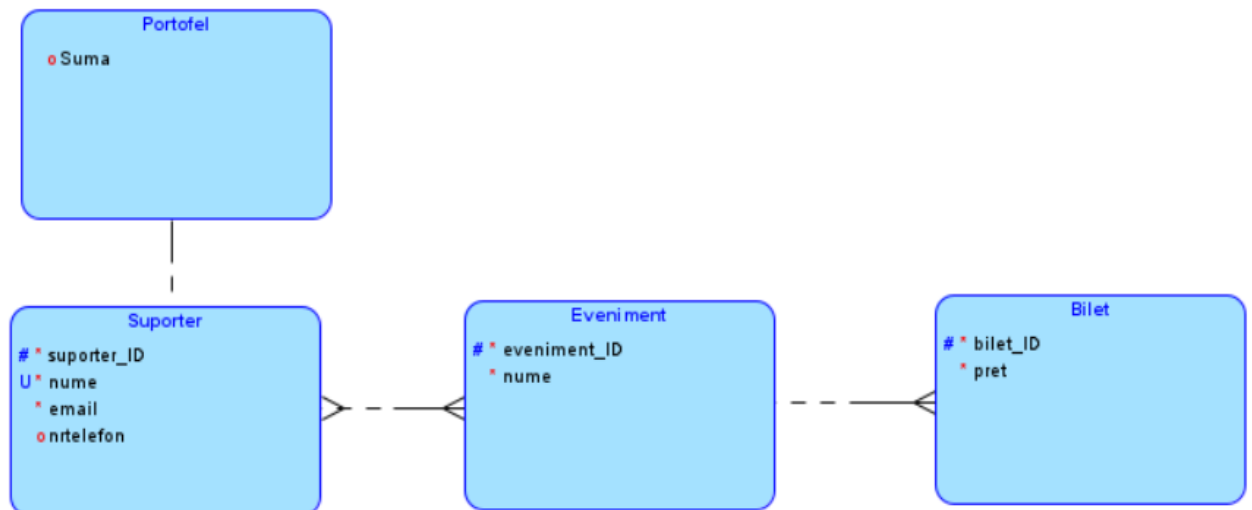 Portofel
o Suma
Suporter
# * suporter_ID
U * nume
* email
o nrtelefon
Eveniment
# * eveniment_ID
* nume
Bilet
# * bilet_ID
* pret